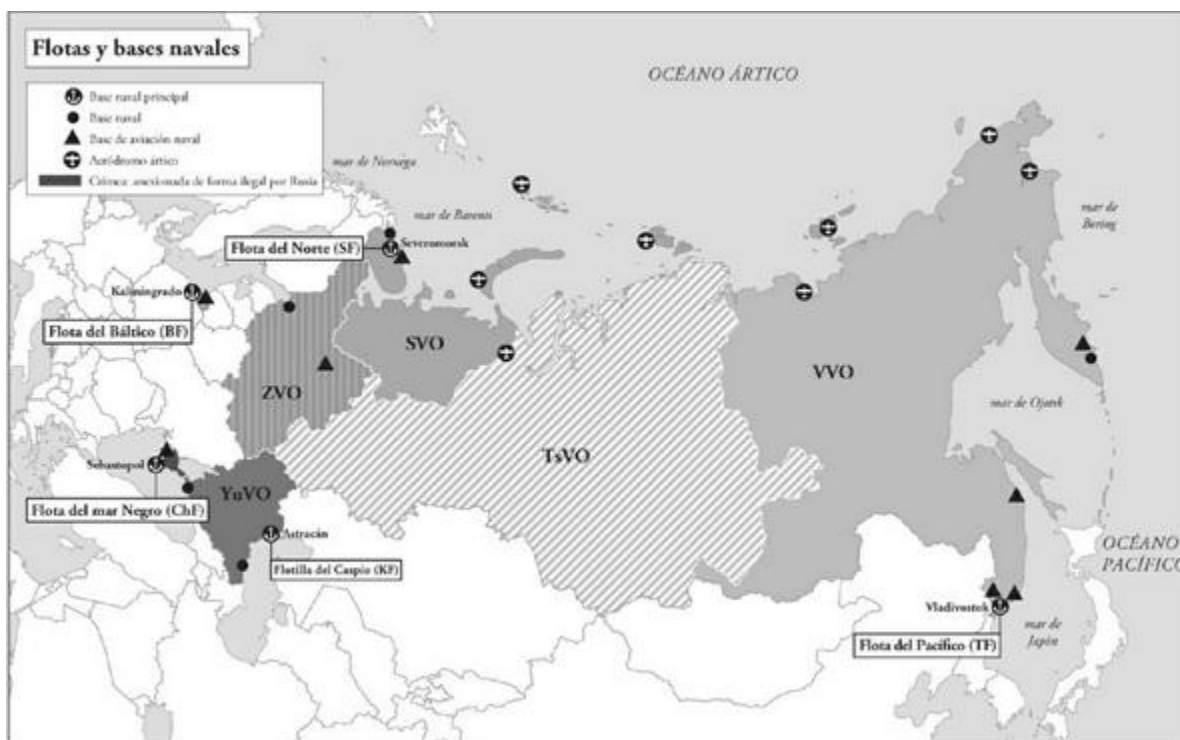 Flotas y bases navales
Base naval principal
Base naval
Base de aviación naval
Aeródromo ártico
Crimea: anexionada de forma ilegal por Rusia
OCÉANO ÁRTICO
mar de Noruega
mar de Barents
mar de
Bering
Flota del Norte (SF)
Severomorsk
Kaliningrado
Flota del Báltico (BF)
SVO
ZVO
VVO
TsVO
mar de Ojotsk
Sebastopol
YuVO
Flota del mar Negro (ChF)
Astracán
Flotilla del Caspio (KF)
OCÉANO
PACÍFICO
Vladivostok
mar de
Japón
Flota del Pacífico (TF)